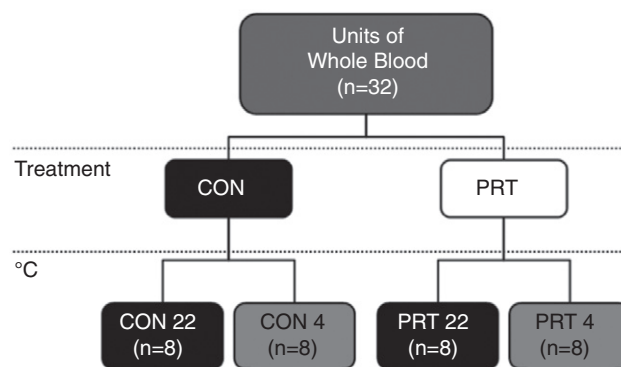 Units of
Whole Blood
(n=32)
Treatment
CON
PRT
°C
CON 22
(n=8)
CON 4
(n=8)
PRT 22
(n=8)
PRT 4
(n=8)